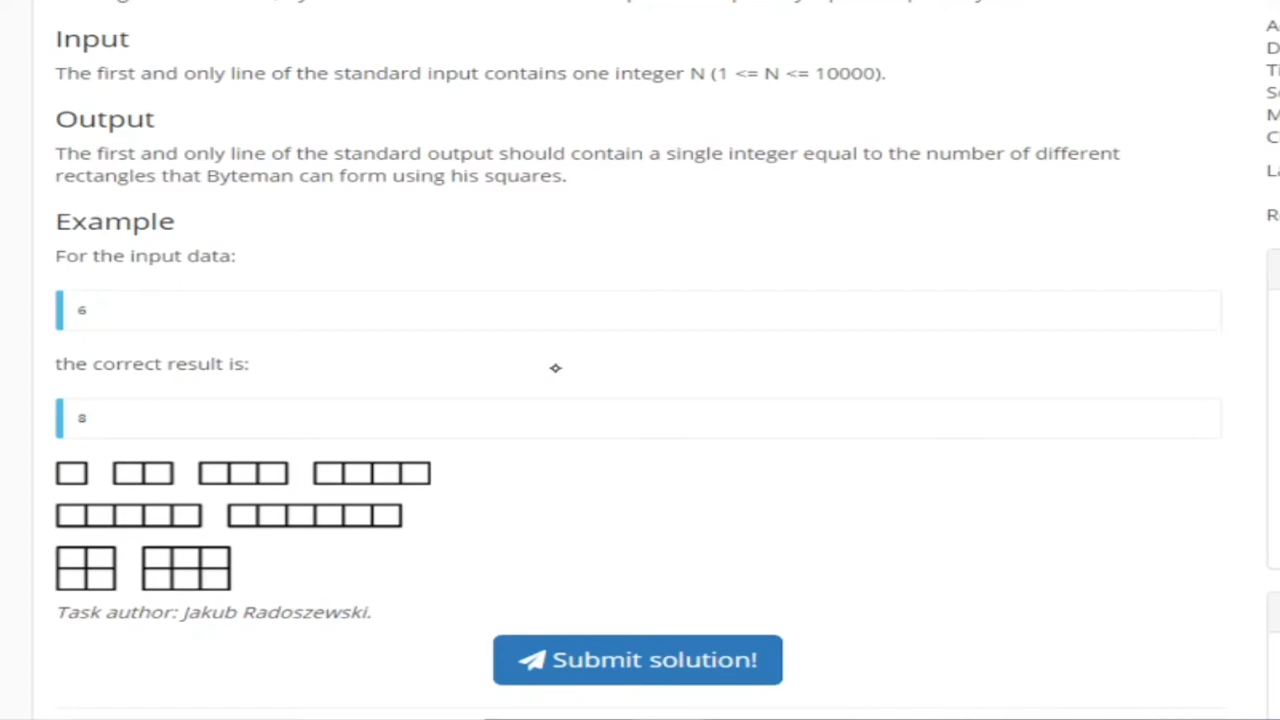 Input
The first and only line of the standard input contains one integer N (1 <= N <= 10000).
Output
The first and only line of the standard output should contain a single integer equal to the number of different
rectangles that Byteman can form using his squares.
Example
For the input data:
6
the correct result is:
8
Task author: Jakub Radoszewski.
Submit solution!